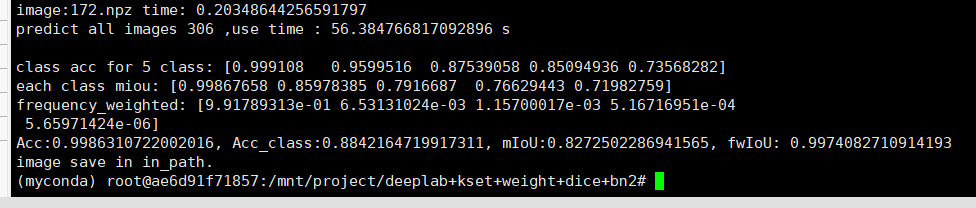 image:172.npz time: 0.20348644256591797
predict all images 306 ,use time : 56.384766817092896 s
class acc for 5 class: [0.999108   0.9599516  0.87539058 0.85094936 0.73568282]
each class miou: [0.99867658 0.85978385 0.7916687  0.76629443 0.71982759]
frequency_weighted: [9.91789313e-01 6.53131024e-03 1.15700017e-03 5.16716951e-04
 5.65971424e-06]
Acc:0.9986310722002016, Acc_class:0.8842164719917311, mIoU:0.8272502286941565, fwIoU: 0.9974082710914193
image save in in_path.
(myconda) root@ae6d91f71857:/mnt/project/deeplab+kset+weight+dice+bn2#